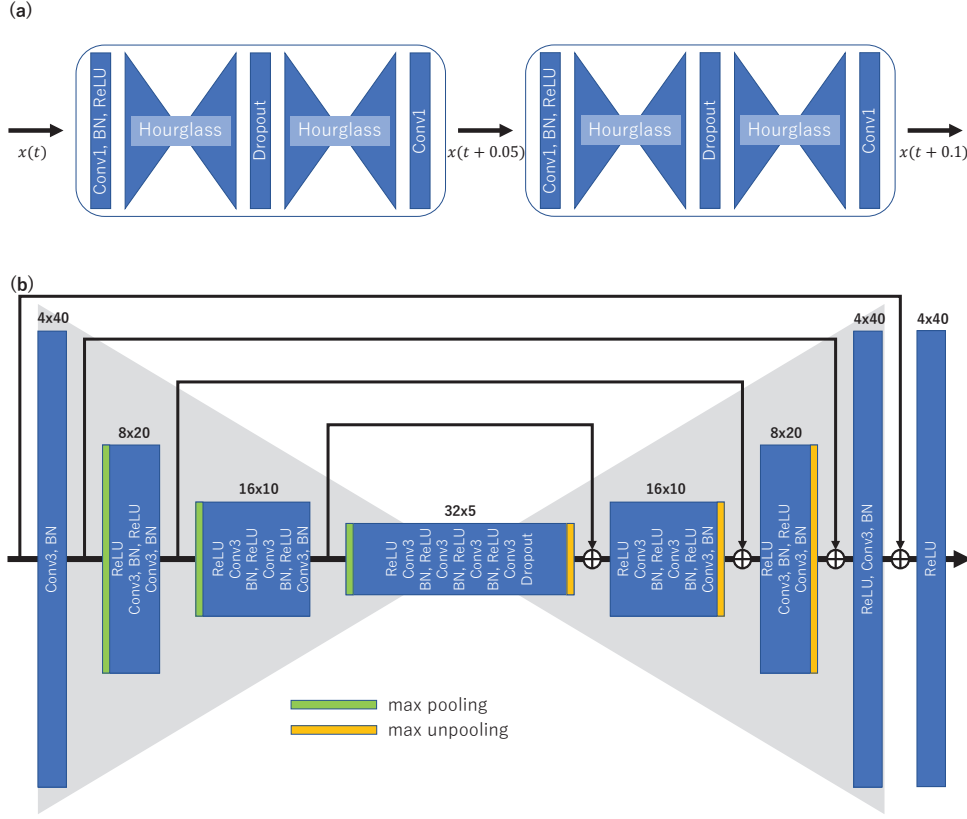 (a)
Conv1, BN, ReLU
Hourglass
Dropout
Hourglass
Conv1
Conv1, BN, ReLU
Hourglass
Dropout
Hourglass
Conv1
x(t)
x(t + 0.05)
x(t + 0.1)
(b)
4x40
8x20
16x10
32x5
16x10
8x20
4x40
4x40
Conv3, BN
ReLU
Conv3, BN, ReLU
Conv3, BN
ReLU
Conv3
BN, ReLU
Conv3
BN, ReLU
Conv3, BN
ReLU
Conv3
BN, ReLU
Conv3
BN, ReLU
Conv3
BN, ReLU
Conv3
Dropout
ReLU
Conv3
BN, ReLU
Conv3
BN, ReLU
Conv3, BN
ReLU
Conv3, BN, ReLU
Conv3, BN
ReLU, Conv3, BN
ReLU
max pooling
max unpooling